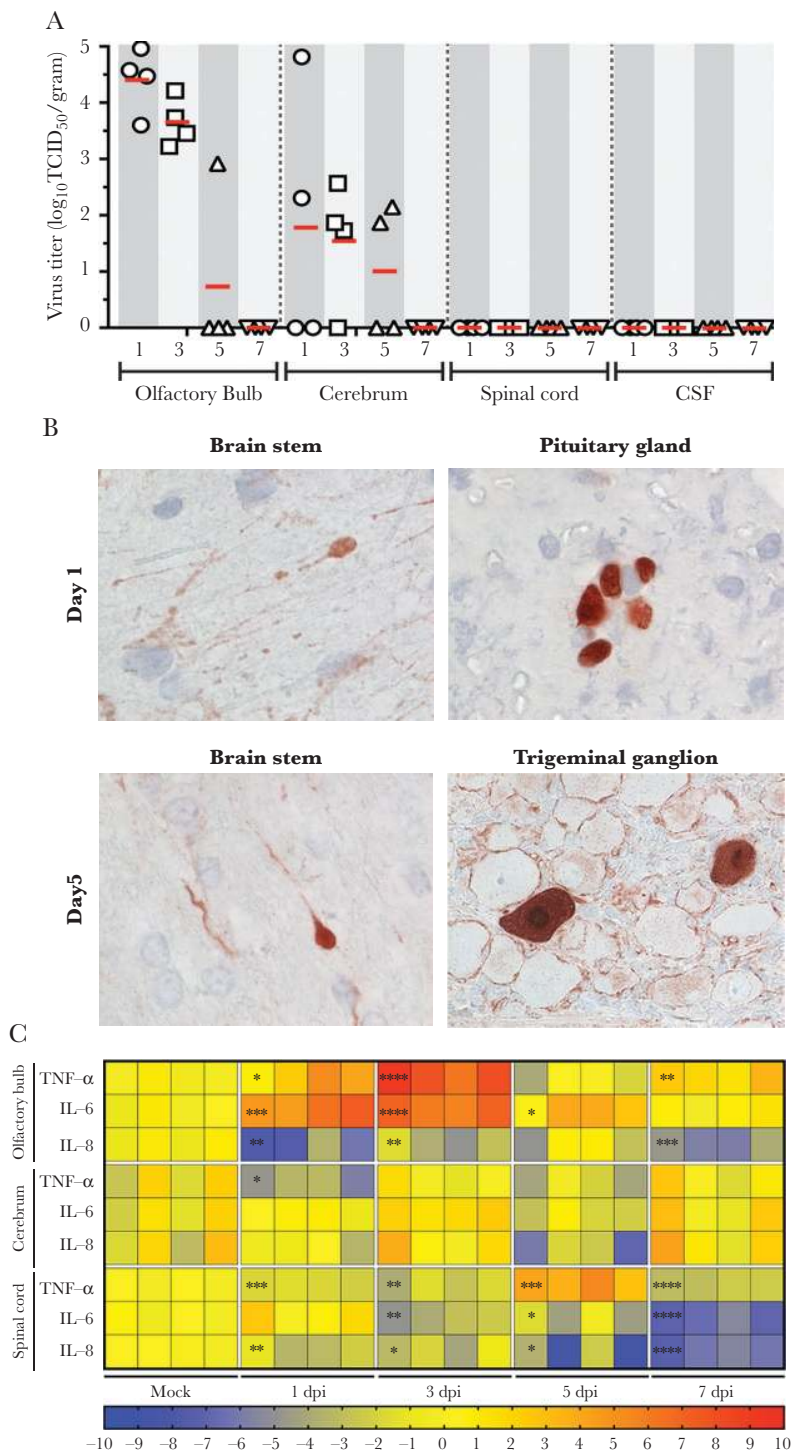 A
Virus titer (log10TCID50/gram)
5
4
3
2
1
0
1 3 5 7 1 3 5 7 1 3 5 7 1 3 5 7
Olfactory Bulb Cerebrum Spinal cord CSF
B
Brain stem Pituitary gland
Day 1
Brain stem Trigeminal ganglion
Day5
C
Olfactory bulb
TNF–α * **** **
IL–6 *** **** *
IL–8 ** ** ***
Cerebrum
TNF–α *
IL–6
IL–8
Spinal cord
TNF–α *** ** *** ****
IL–6 ** * ****
IL–8 ** * * ****
Mock 1 dpi 3 dpi 5 dpi 7 dpi
–10 –9 –8 –7 –6 –5 –4 –3 –2 –1 0 1 2 3 4 5 6 7 8 9 10